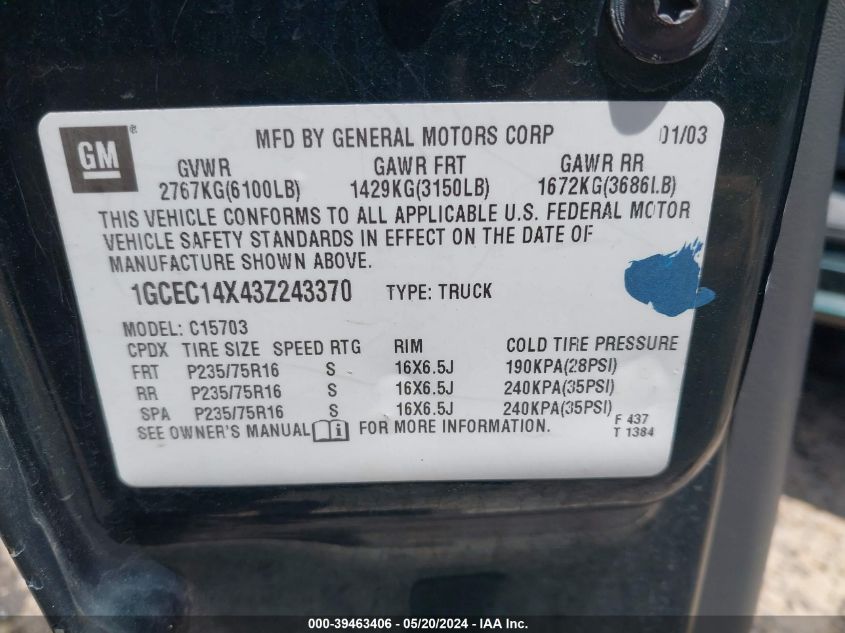 GM ® MFD BY GENERAL MOTORS CORP 01/03
GVWR GAWR FRT GAWR RR
2767KG(6100LB) 1429KG(3150LB) 1672KG(3686LB)
THIS VEHICLE CONFORMS TO ALL APPLICABLE U.S. FEDERAL MOTOR
VEHICLE SAFETY STANDARDS IN EFFECT ON THE DATE OF
MANUFACTURE SHOWN ABOVE.
1GCEC14X43Z243370 TYPE: TRUCK
MODEL: C15703
CPDX TIRE SIZE SPEED RTG RIM COLD TIRE PRESSURE
FRT P235/75R16 S 16X6.5J 190KPA(28PSI)
RR P235/75R16 S 16X6.5J 240KPA(35PSI)
SPA P235/75R16 S 16X6.5J 240KPA(35PSI)
SEE OWNER'S MANUAL i FOR MORE INFORMATION.
F 437
T 1384
000-39463406 - 05/20/2024 - IAAI - COPYRIGHT IAA, Inc.